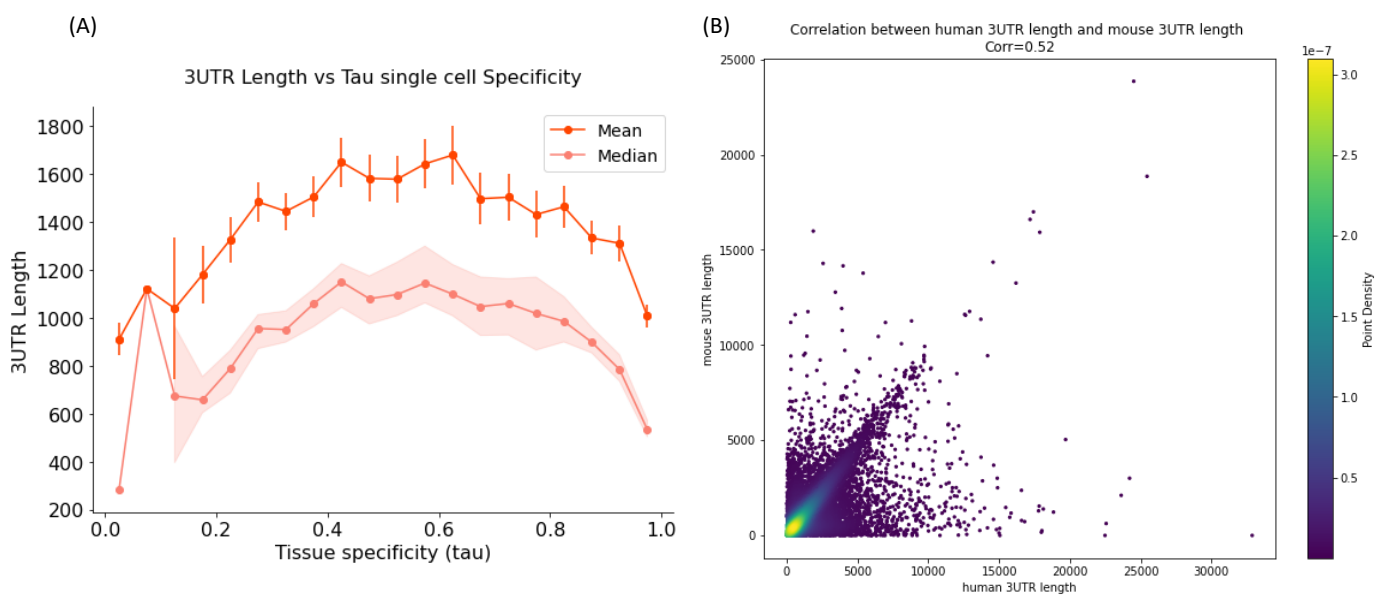 (A)
3UTR Length vs Tau single cell Specificity
Mean
Median
1800
1600
1400
1200
1000
800
600
400
200
3UTR Length
0.0 0.2 0.4 0.6 0.8 1.0
Tissue specificity (tau)
(B)
Correlation between human 3UTR length and mouse 3UTR length
Corr=0.52
25000
20000
15000
10000
5000
0
mouse 3UTR length
0 5000 10000 15000 20000 25000 30000
human 3UTR length
1e-7
3.0
2.5
2.0
1.5
1.0
0.5
Point Density